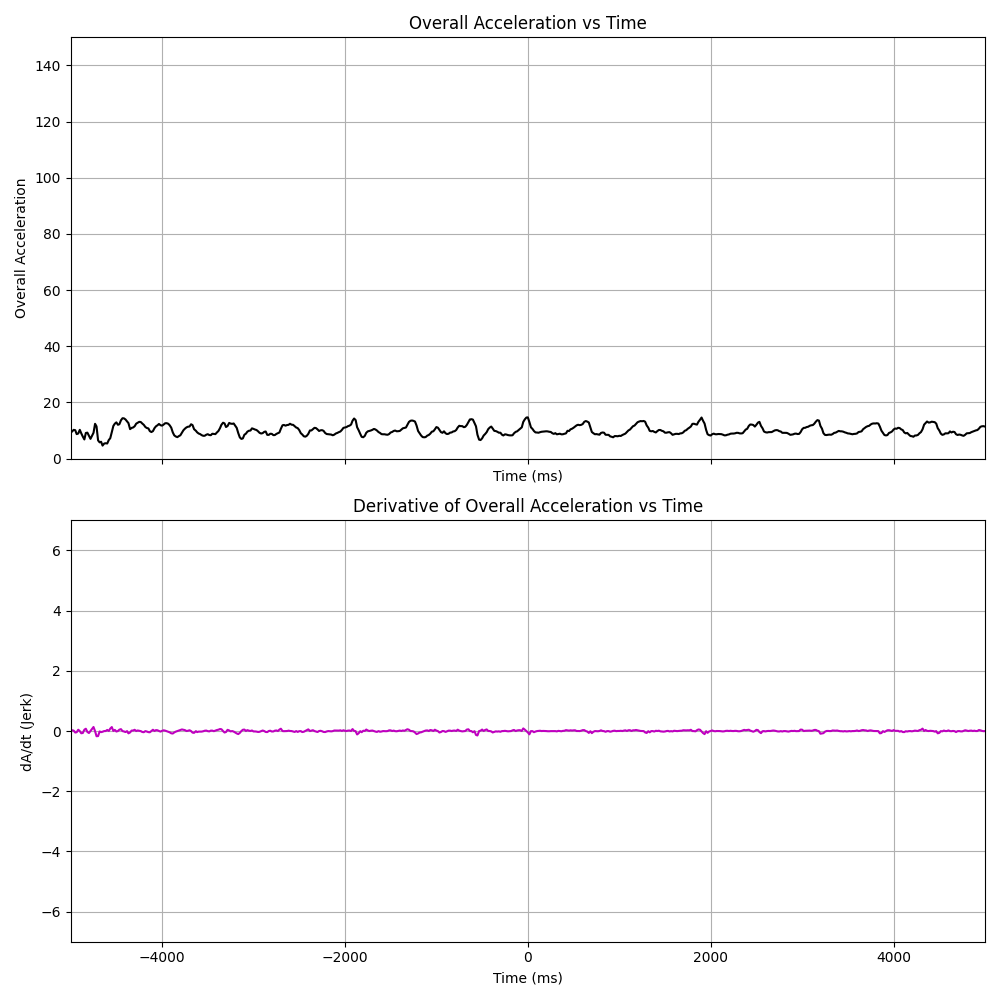 Overall Acceleration vs Time
140
120
100
80
60
40
20
0
Overall Acceleration
Time (ms)
Derivative of Overall Acceleration vs Time
6
4
2
0
−2
−4
−6
dA/dt (Jerk)
−4000 −2000 0 2000 4000
Time (ms)